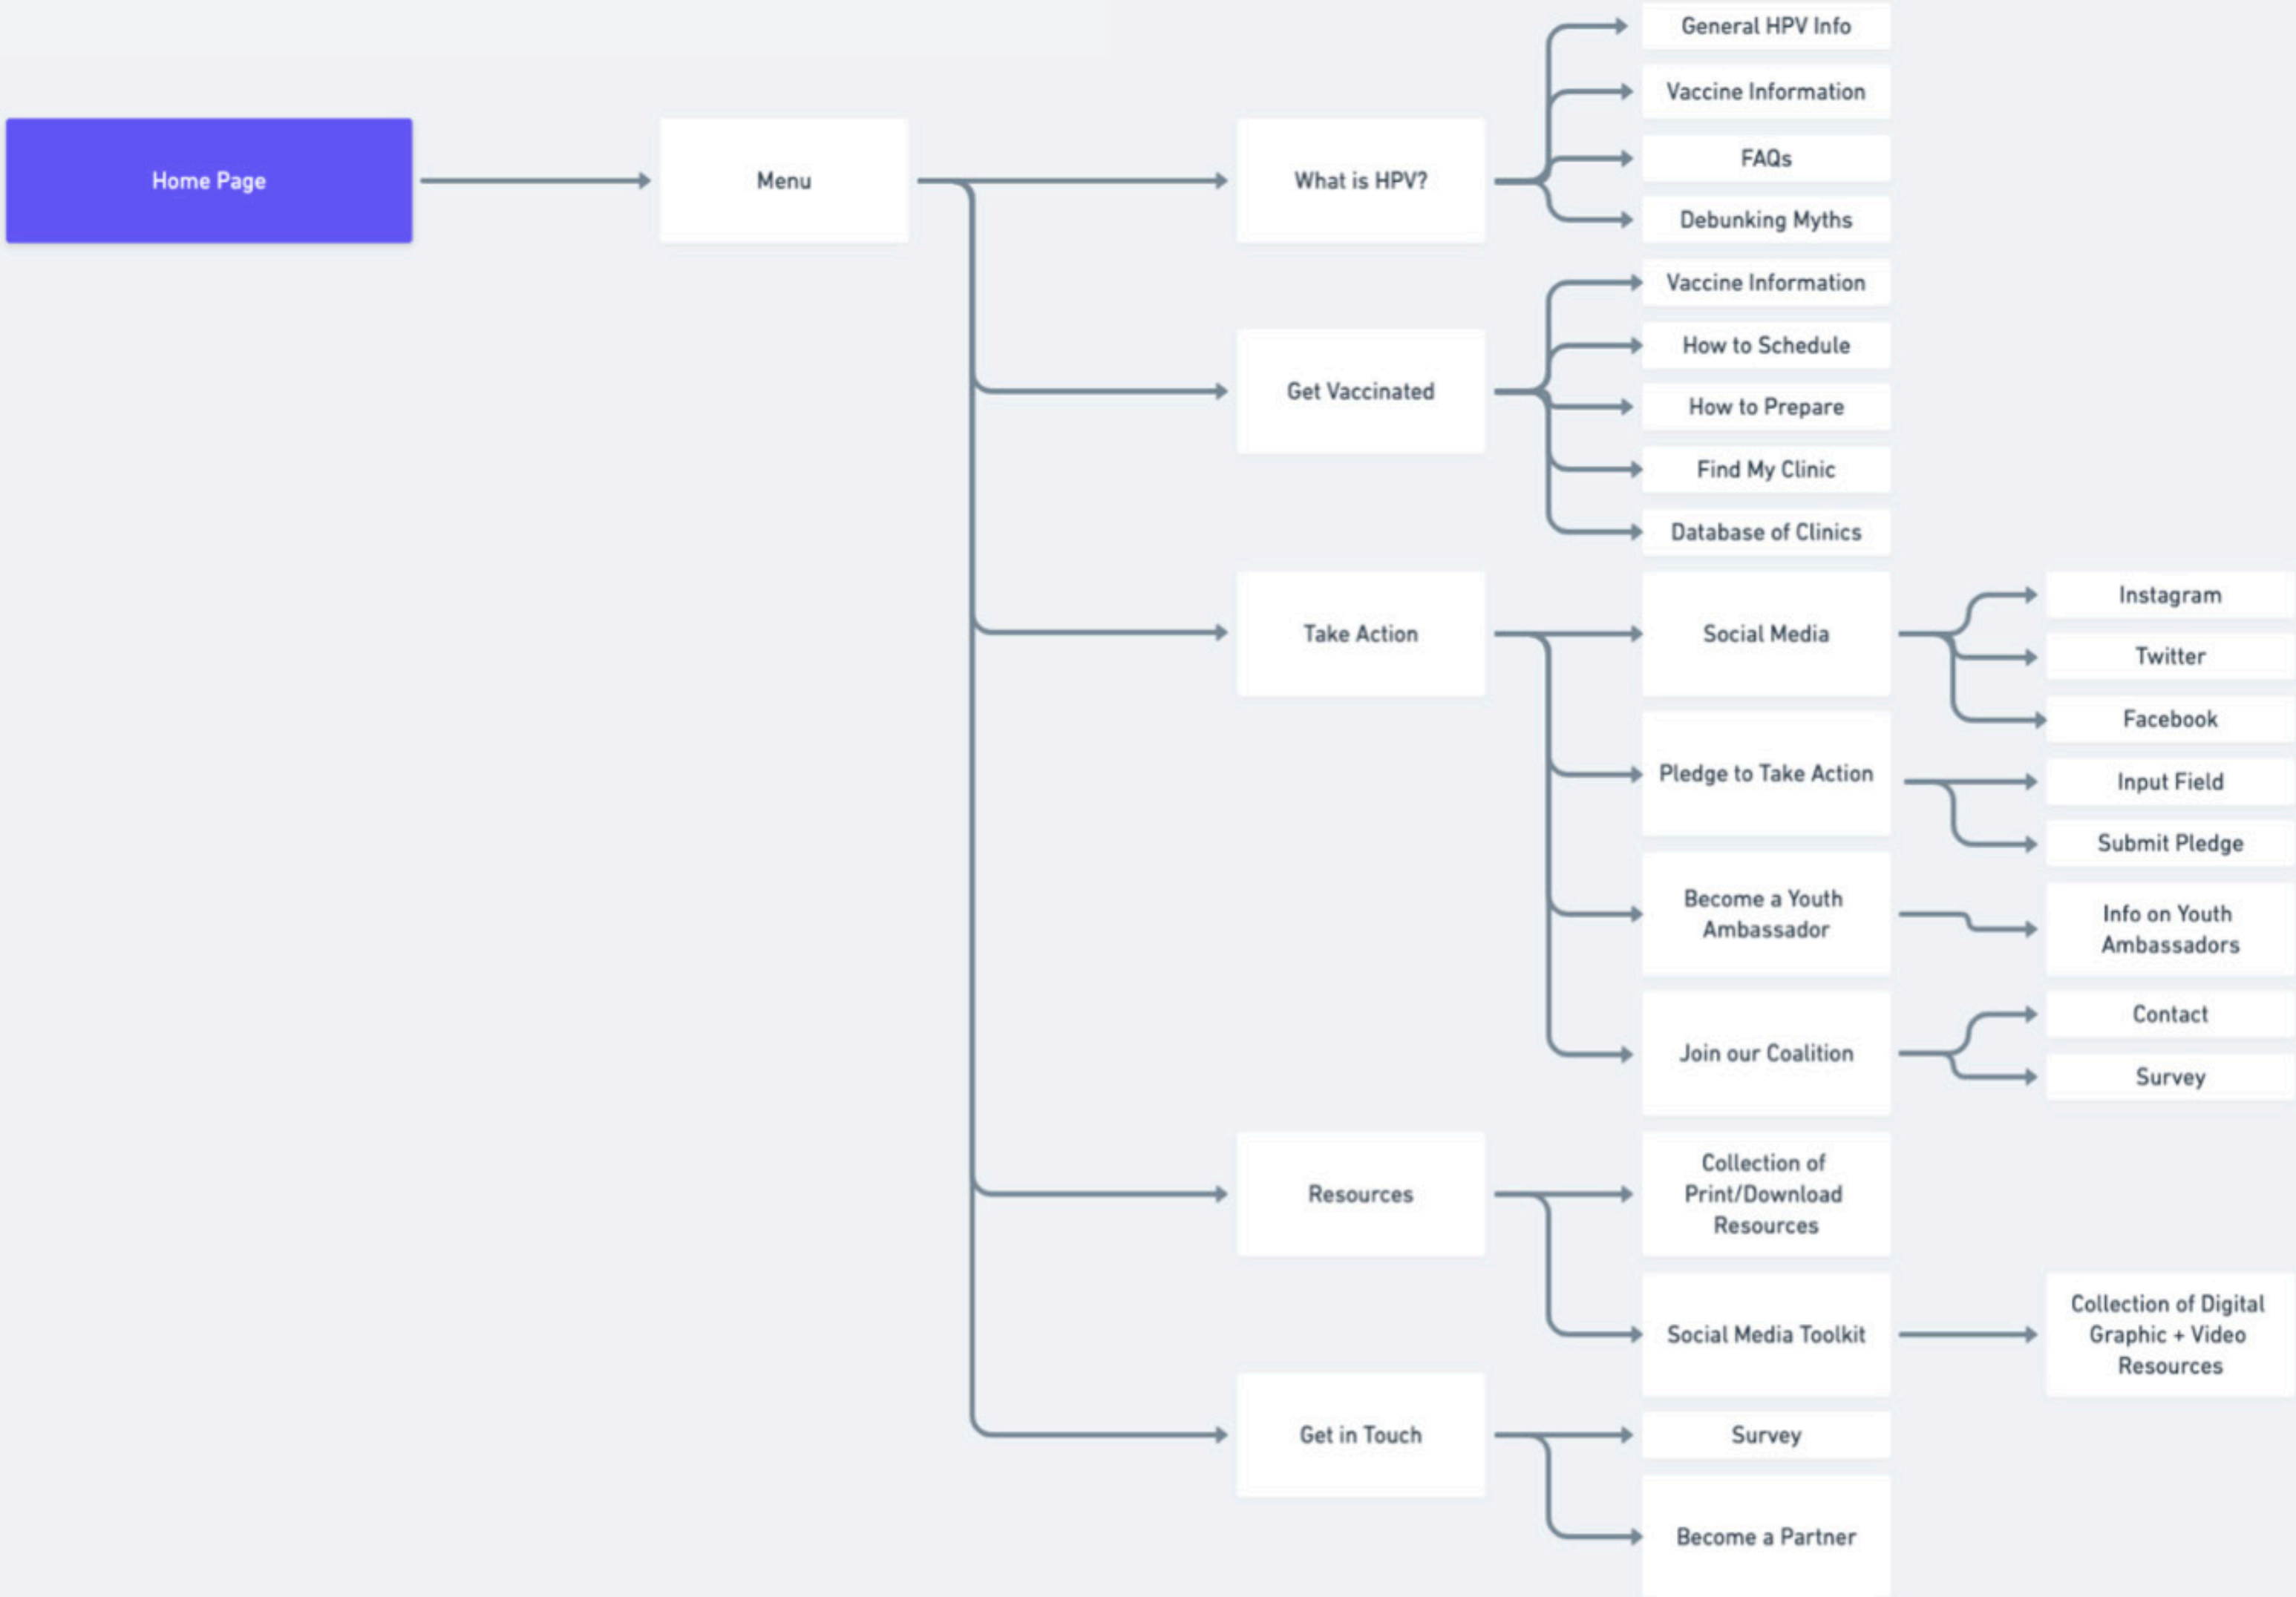 Home Page
Menu
What is HPV?
General HPV Info
Vaccine Information
FAQs
Debunking Myths
Get Vaccinated
Vaccine Information
How to Schedule
How to Prepare
Find My Clinic
Database of Clinics
Take Action
Social Media
Instagram
Twitter
Facebook
Pledge to Take Action
Input Field
Submit Pledge
Become a Youth
Ambassador
Info on Youth
Ambassadors
Join our Coalition
Contact
Survey
Resources
Collection of
Print/Download
Resources
Social Media Toolkit
Collection of Digital
Graphic + Video
Resources
Get in Touch
Survey
Become a Partner